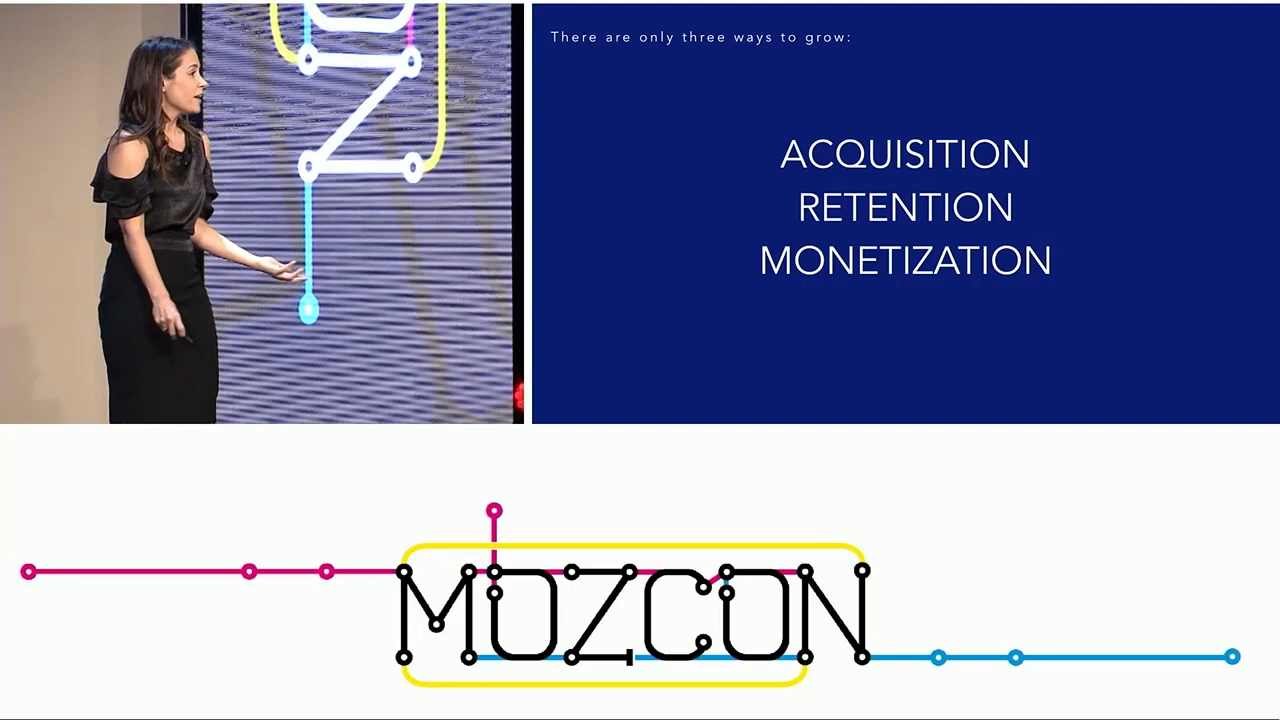 There are only three ways to grow:
ACQUISITION
RETENTION
MONETIZATION
MOZCON